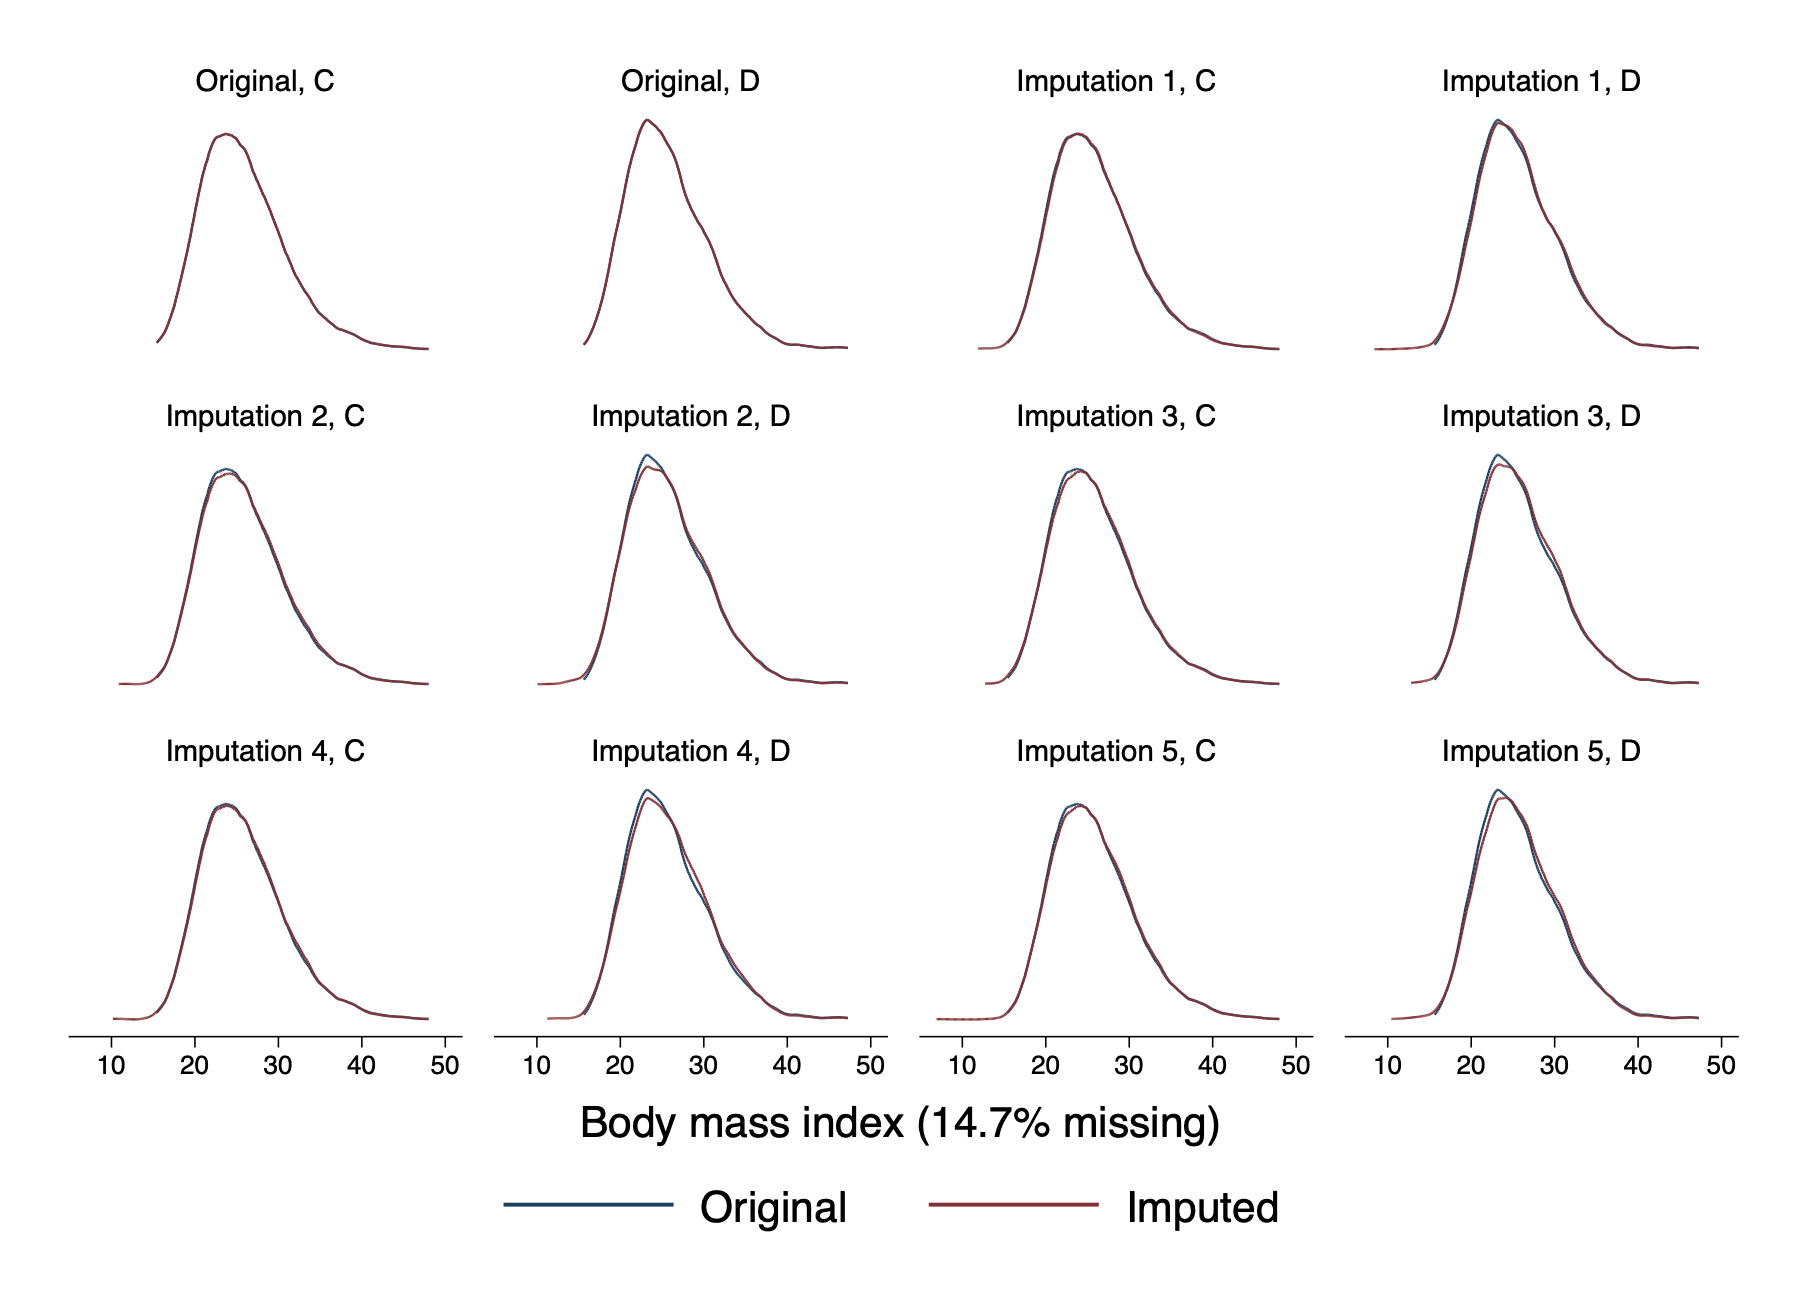 Original, C
Original, D
Imputation 1, C
Imputation 1, D
Imputation 2, C
Imputation 2, D
Imputation 3, C
Imputation 3, D
Imputation 4, C
Imputation 4, D
Imputation 5, C
Imputation 5, D
10 20 30 40 50
10 20 30 40 50
10 20 30 40 50
10 20 30 40 50
Body mass index (14.7% missing)
Original
Imputed